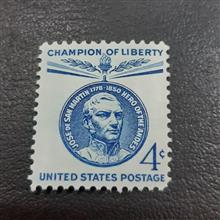 CHAMPION OF LIBERTY
JOSE DE SAN MARTIN 1778-1850 HERO OF THE ANDES
4¢
UNITED STATES POSTAGE